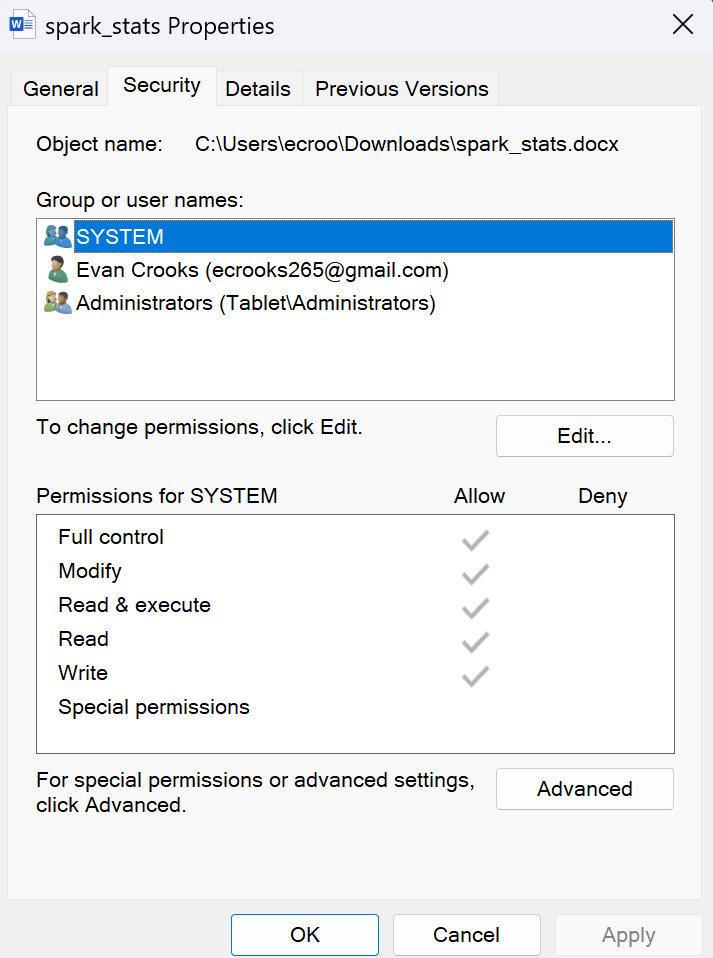 spark_stats Properties
General Security Details Previous Versions
Object name: C:\Users\ecroo\Downloads\spark_stats.docx
Group or user names:
SYSTEM
Evan Crooks (ecrooks265@gmail.com)
Administrators (Tablet\Administrators)
To change permissions, click Edit.
Edit...
Permissions for SYSTEM Allow Deny
Full control
Modify
Read & execute
Read
Write
Special permissions
For special permissions or advanced settings,
click Advanced.
Advanced
OK Cancel Apply